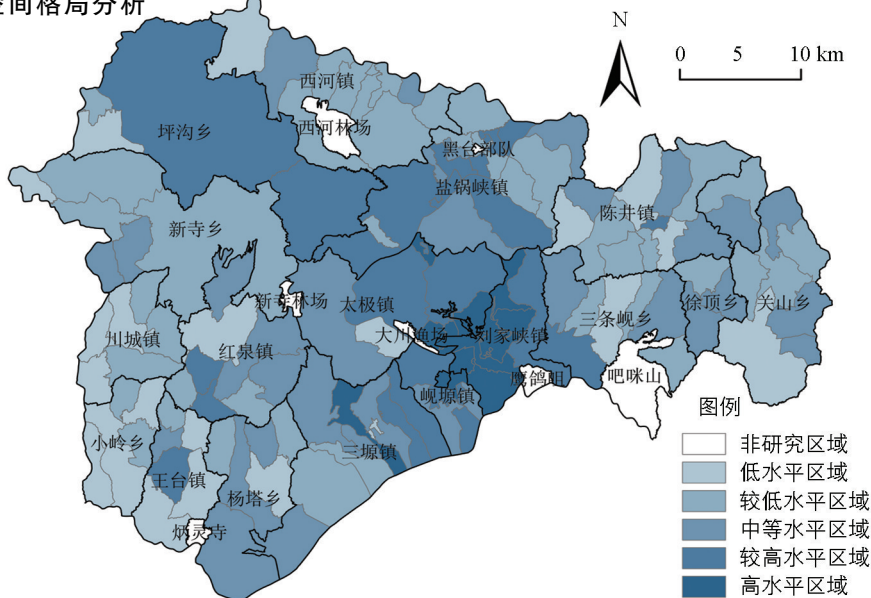 空间格局分析
N
0 5 10 km
西河镇
西河林场
坪沟乡
黑台部队
盐锅峡镇
陈井镇
新寺乡
新寺林场
太极镇
徐顶乡
关山乡
三条岘乡
川城镇
红泉镇
大川渔场
刘家峡镇
鹰鸽咀
吧咪山
岘塬镇
小岭乡
三塬镇
王台镇
杨塔乡
炳灵寺
图例
非研究区域
低水平区域
较低水平区域
中等水平区域
较高水平区域
高水平区域